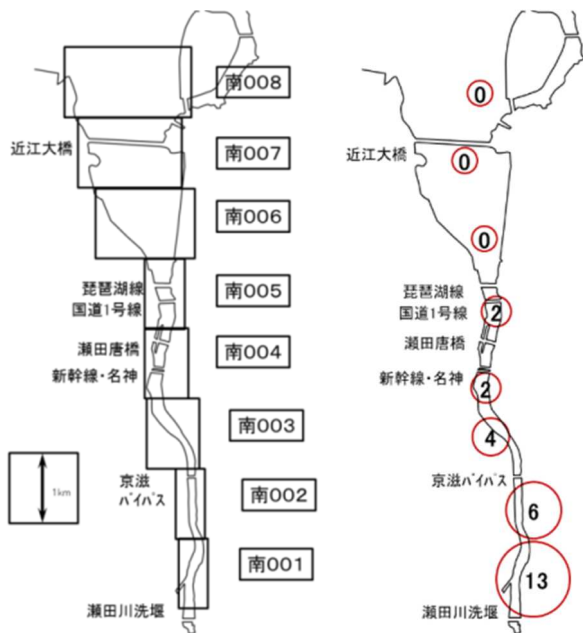 南008
近江大橋
南007
南006
琵琶湖線
国道1号線
南005
瀬田唐橋
新幹線・名神
南004
南003
1km
京滋
バイパス
南002
南001
瀬田川洗堰
0
近江大橋
0
0
琵琶湖線
国道1号線
2
瀬田唐橋
新幹線・名神
2
4
京滋バイパス
6
13
瀬田川洗堰